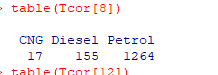 > table(Tcor[8])
CNG Diesel Petrol
17 155 1264
> table(Tcor[12])